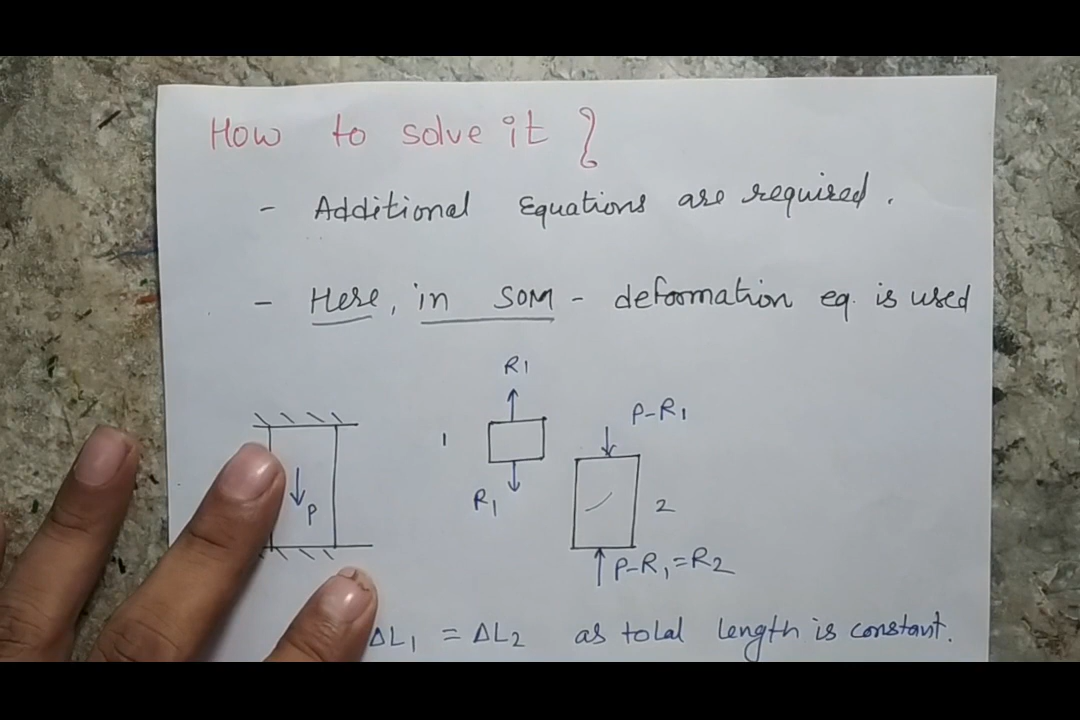 How to solve it ?
- Additional Equations are required.
- Here, in SOM - deformation eq. is used
R1
P-R1
1
P
R1
2
P-R1=R2
ΔL1 = ΔL2 as total length is constant.